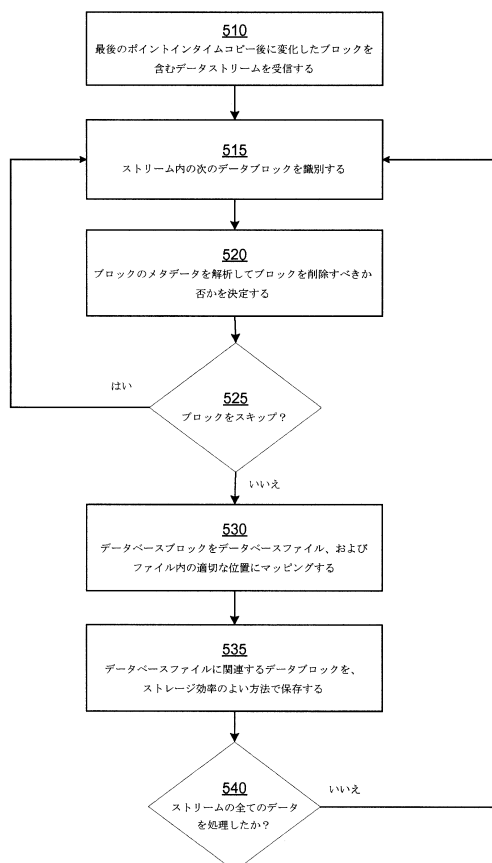 510
最後のポイントインタイムコピー後に変化したブロックを
含むデータストリームを受信する
515
ストリーム内の次のデータブロックを識別する
520
ブロックのメタデータを解析してブロックを削除すべきか
否かを決定する
はい
525
ブロックをスキップ？
いいえ
530
データベースブロックをデータベースファイル、および
ファイル内の適切な位置にマッピングする
535
データベースファイルに関連するデータブロックを、
ストレージ効率のよい方法で保存する
540
いいえ
ストリームの全てのデータ
を処理したか？